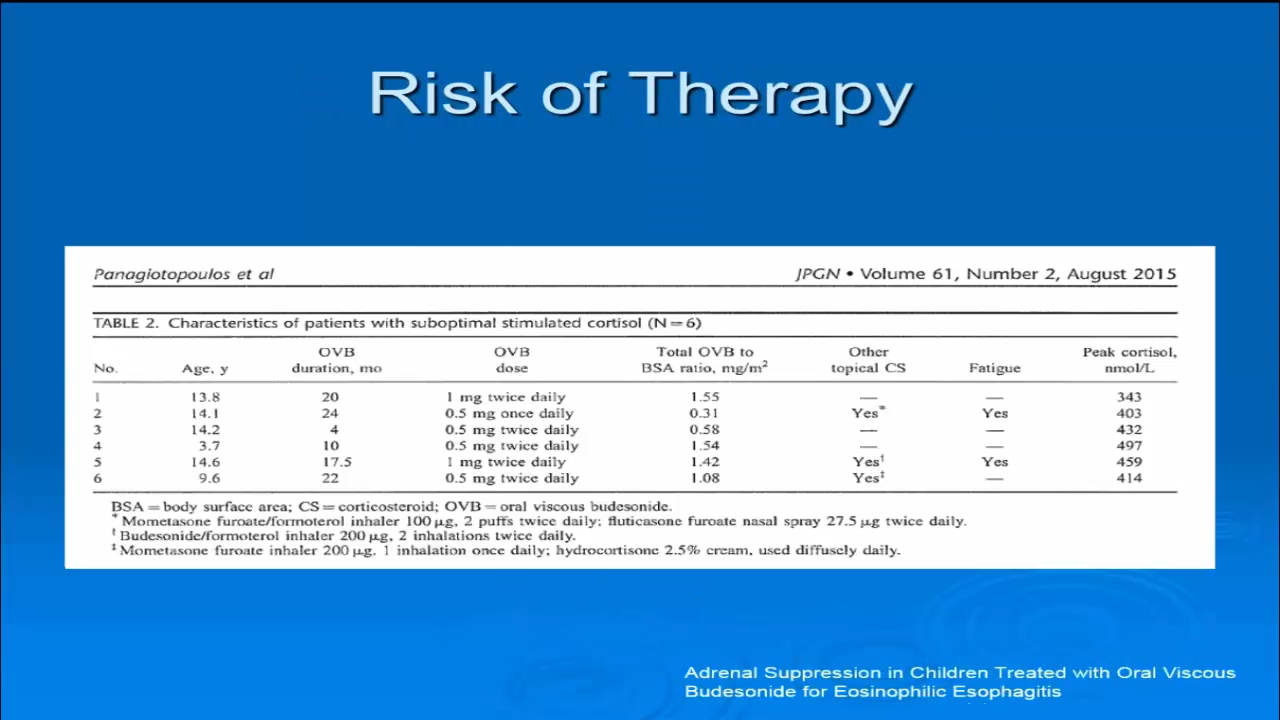 Risk of Therapy
Panagiotopoulos et al JPGN • Volume 61, Number 2, August 2015
TABLE 2. Characteristics of patients with suboptimal stimulated cortisol (N = 6)
OVB OVB Total OVB to Other Peak cortisol,
No. Age, y duration, mo dose BSA ratio, mg/m² topical CS Fatigue nmol/L
1 13.8 20 1 mg twice daily 1.55 — — 343
2 14.1 24 0.5 mg once daily 0.31 Yes* Yes 403
3 14.2 4 0.5 mg twice daily 0.58 — — 432
4 3.7 10 0.5 mg twice daily 1.54 — — 497
5 14.6 17.5 1 mg twice daily 1.42 Yes† Yes 459
6 9.6 22 0.5 mg twice daily 1.08 Yes‡ — 414
BSA = body surface area; CS = corticosteroid; OVB = oral viscous budesonide.
* Mometasone furoate/formoterol inhaler 100 µg, 2 puffs twice daily; fluticasone furoate nasal spray 27.5 µg twice daily.
† Budesonide/formoterol inhaler 200 µg, 2 inhalations twice daily.
‡ Mometasone furoate inhaler 200 µg, 1 inhalation once daily; hydrocortisone 2.5% cream, used diffusely daily.
Adrenal Suppression in Children Treated with Oral Viscous
Budesonide for Eosinophilic Esophagitis